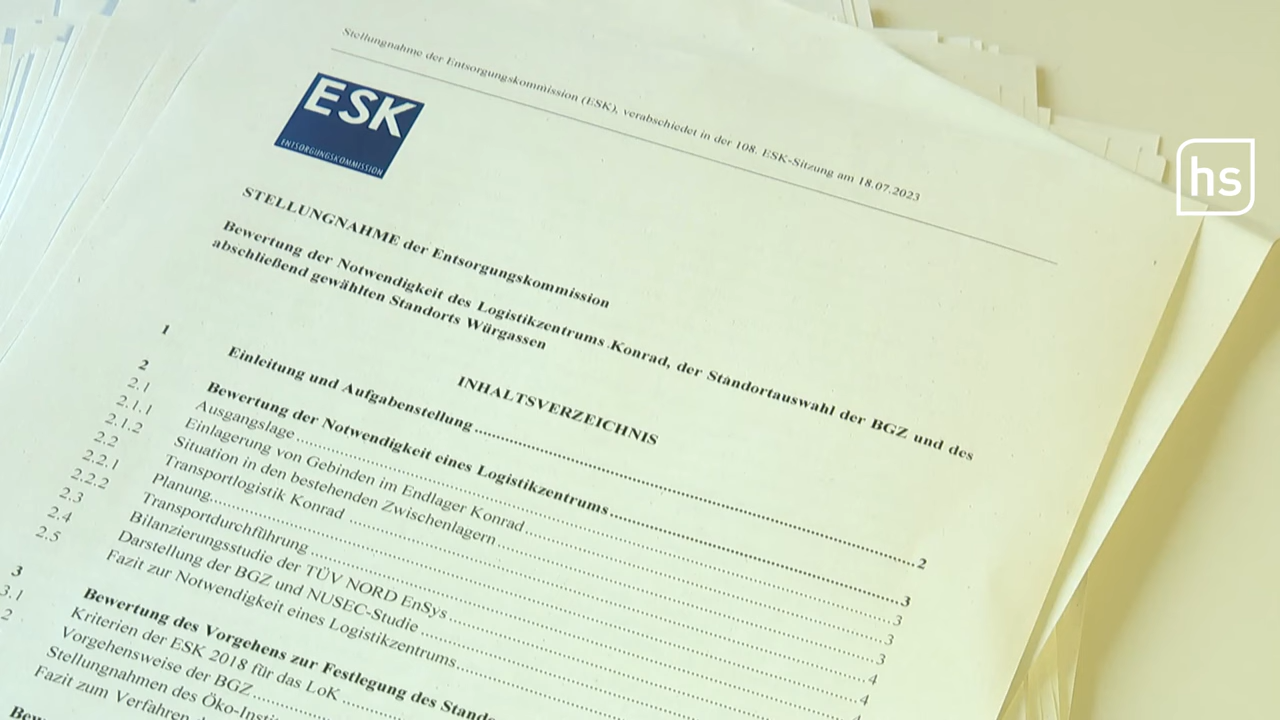 Stellungnahme der Entsorgungskommission (ESK), verabschiedet in der 108. ESK-Sitzung am 18.07.2023
ESK
ENTSORGUNGSKOMMISSION
hs
STELLUNGNAHME der Entsorgungskommission
Bewertung der Notwendigkeit des Logistikzentrums Konrad, der Standortauswahl der BGZ und des
abschließend gewählten Standorts Würgassen
INHALTSVERZEICHNIS
1 Einleitung und Aufgabenstellung 2
2 Bewertung der Notwendigkeit eines Logistikzentrums 3
2.1 Ausgangslage 3
2.1.1 Einlagerung von Gebinden im Endlager Konrad 3
2.1.2 Situation in den bestehenden Zwischenlagern 3
2.2 Transportlogistik Konrad 4
2.2.1 Planung 4
2.2.2 Transportdurchführung 4
2.3 Bilanzierungsstudie der TÜV NORD EnSys
2.4 Darstellung der BGZ und NUSEC-Studie
2.5 Fazit zur Notwendigkeit eines Logistikzentrums
3 Bewertung des Vorgehens zur Festlegung des
3.1 Kriterien der ESK 2018 für das LoK
2 Vorgehensweise der BGZ
Stellungnahmen des
Fazit zum Verfahren